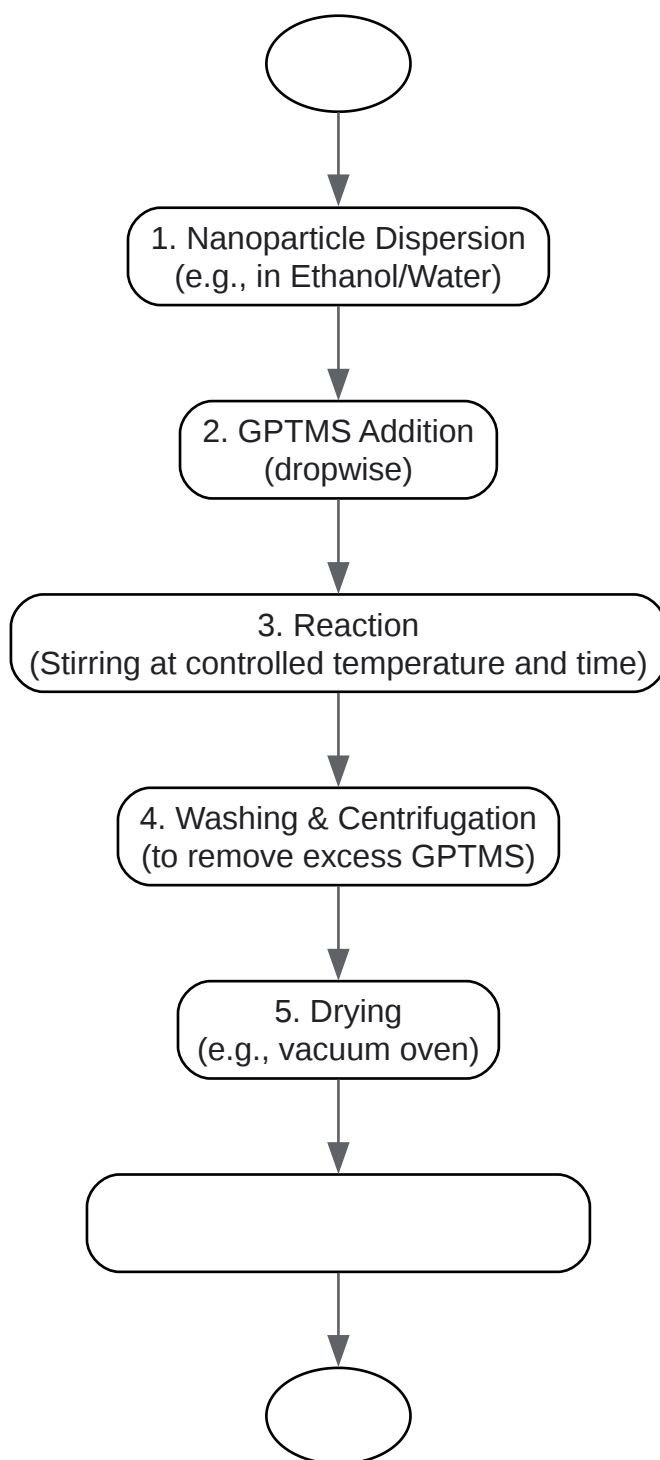 1. Nanoparticle Dispersion
(e.g., in Ethanol/Water)
2. GPTMS Addition
(dropwise)
3. Reaction
(Stirring at controlled temperature and time)
4. Washing & Centrifugation
(to remove excess GPTMS)
5. Drying
(e.g., vacuum oven)